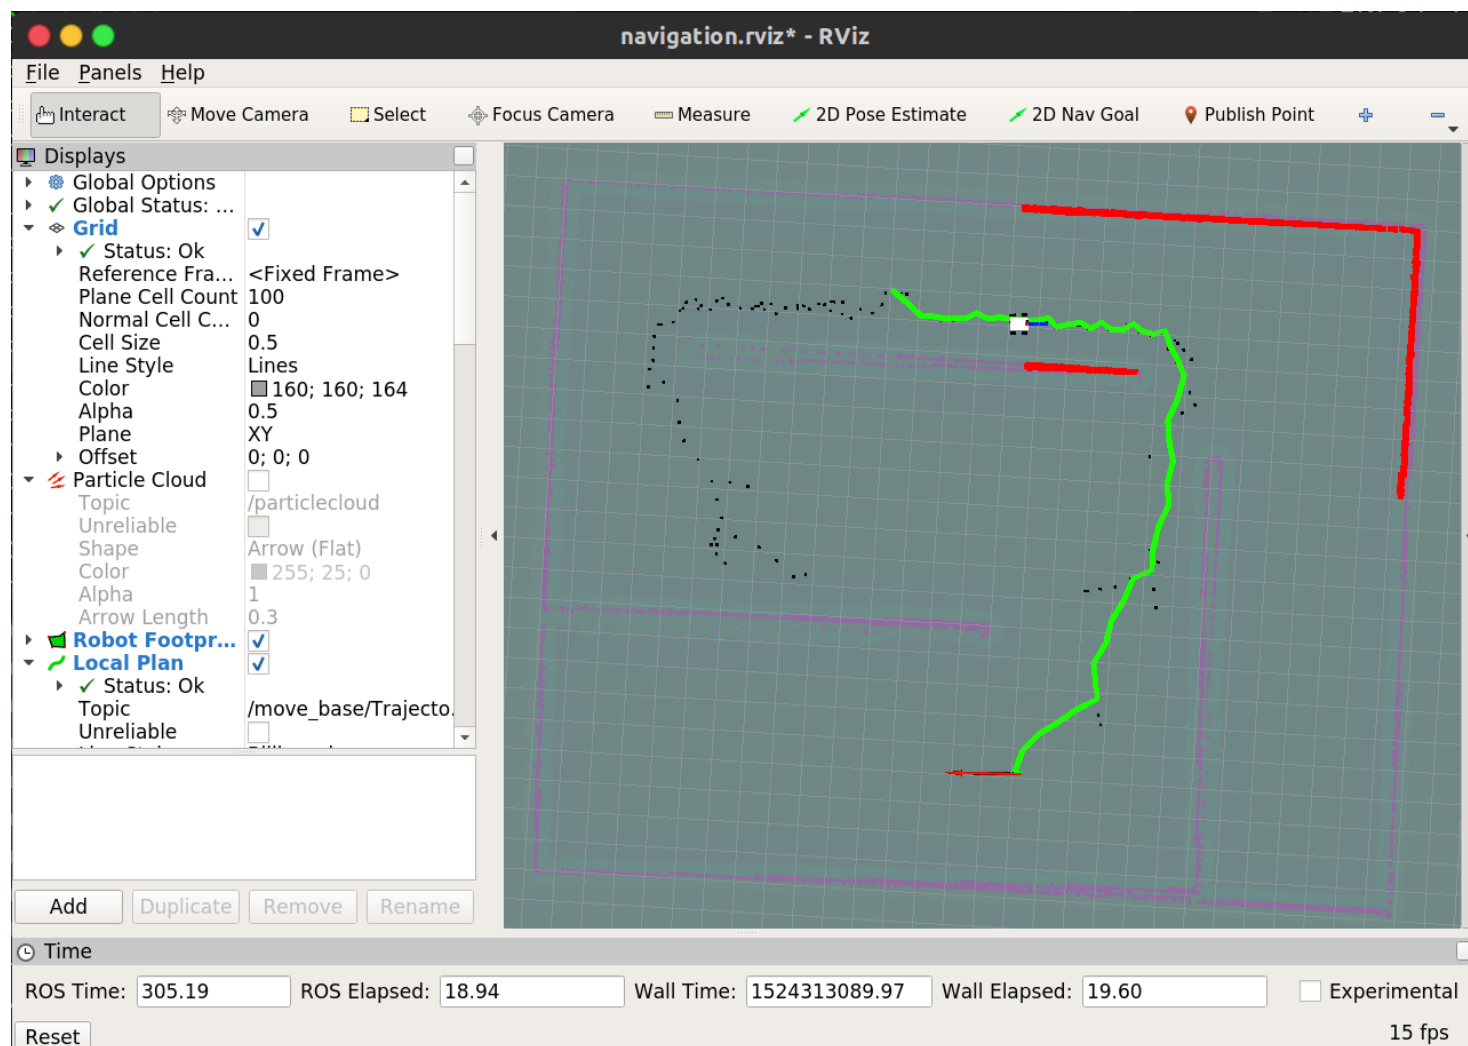 navigation.rviz* - RViz
File Panels Help
Interact Move Camera Select Focus Camera Measure 2D Pose Estimate 2D Nav Goal Publish Point
Displays
Global Options
Global Status: ...
Grid
Status: Ok
Reference Fra... <Fixed Frame>
Plane Cell Count 100
Normal Cell C... 0
Cell Size 0.5
Line Style Lines
Color 160; 160; 164
Alpha 0.5
Plane XY
Offset 0; 0; 0
Particle Cloud
Topic /particlecloud
Unreliable
Shape Arrow (Flat)
Color 255; 25; 0
Alpha 1
Arrow Length 0.3
Robot Footpr...
Local Plan
Status: Ok
Topic /move_base/Trajecto.
Unreliable
Add Duplicate Remove Rename
Time
ROS Time: 305.19 ROS Elapsed: 18.94 Wall Time: 1524313089.97 Wall Elapsed: 19.60 Experimental
Reset 15 fps